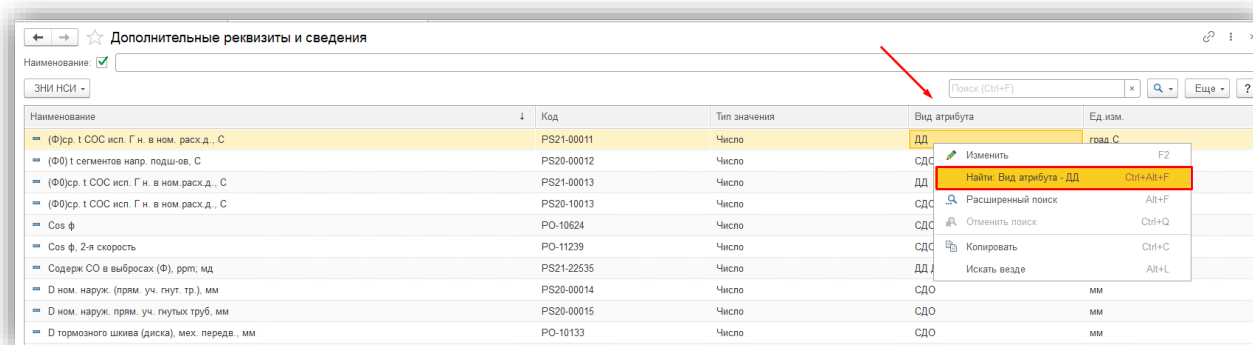 Дополнительные реквизиты и сведения
Наименование:
ЗНИ НСИ
Поиск (Ctrl+F)
×
Еще
?
Наименование ↓ Код Тип значения Вид атрибута Ед.изм.
(Ф)ср. t СОС исп. Г н. в ном. расх.д., С PS21-00011 Число ДД град.С
(Ф0) t сегментов напр. подш-ов, С PS20-00012 Число СДО
(Ф0)ср. t СОС исп. Г н. в ном.расх.д., С PS21-00013 Число ДД
(Ф0)ср. t СОС исп. Г н. в ном.расх.д., С PS20-10013 Число СДО
Cos ф PO-10624 Число СДО
Cos ф, 2-я скорость PO-11239 Число СДО
Содерж СО в выбросах (Ф), ppm; мд PS21-22535 Число ДД
D ном. наруж. (прям. уч. гнут. тр.), мм PS20-00014 Число СДО мм
D ном. наруж. прям. уч. гнутых труб, мм PS20-00015 Число СДО мм
D тормозного шкива (диска), мех. передв., мм PO-10133 Число СДО мм
Изменить F2
Найти: Вид атрибута - ДД Ctrl+Alt+F
Расширенный поиск Alt+F
Отменить поиск Ctrl+Q
Копировать Ctrl+C
Искать везде Alt+L